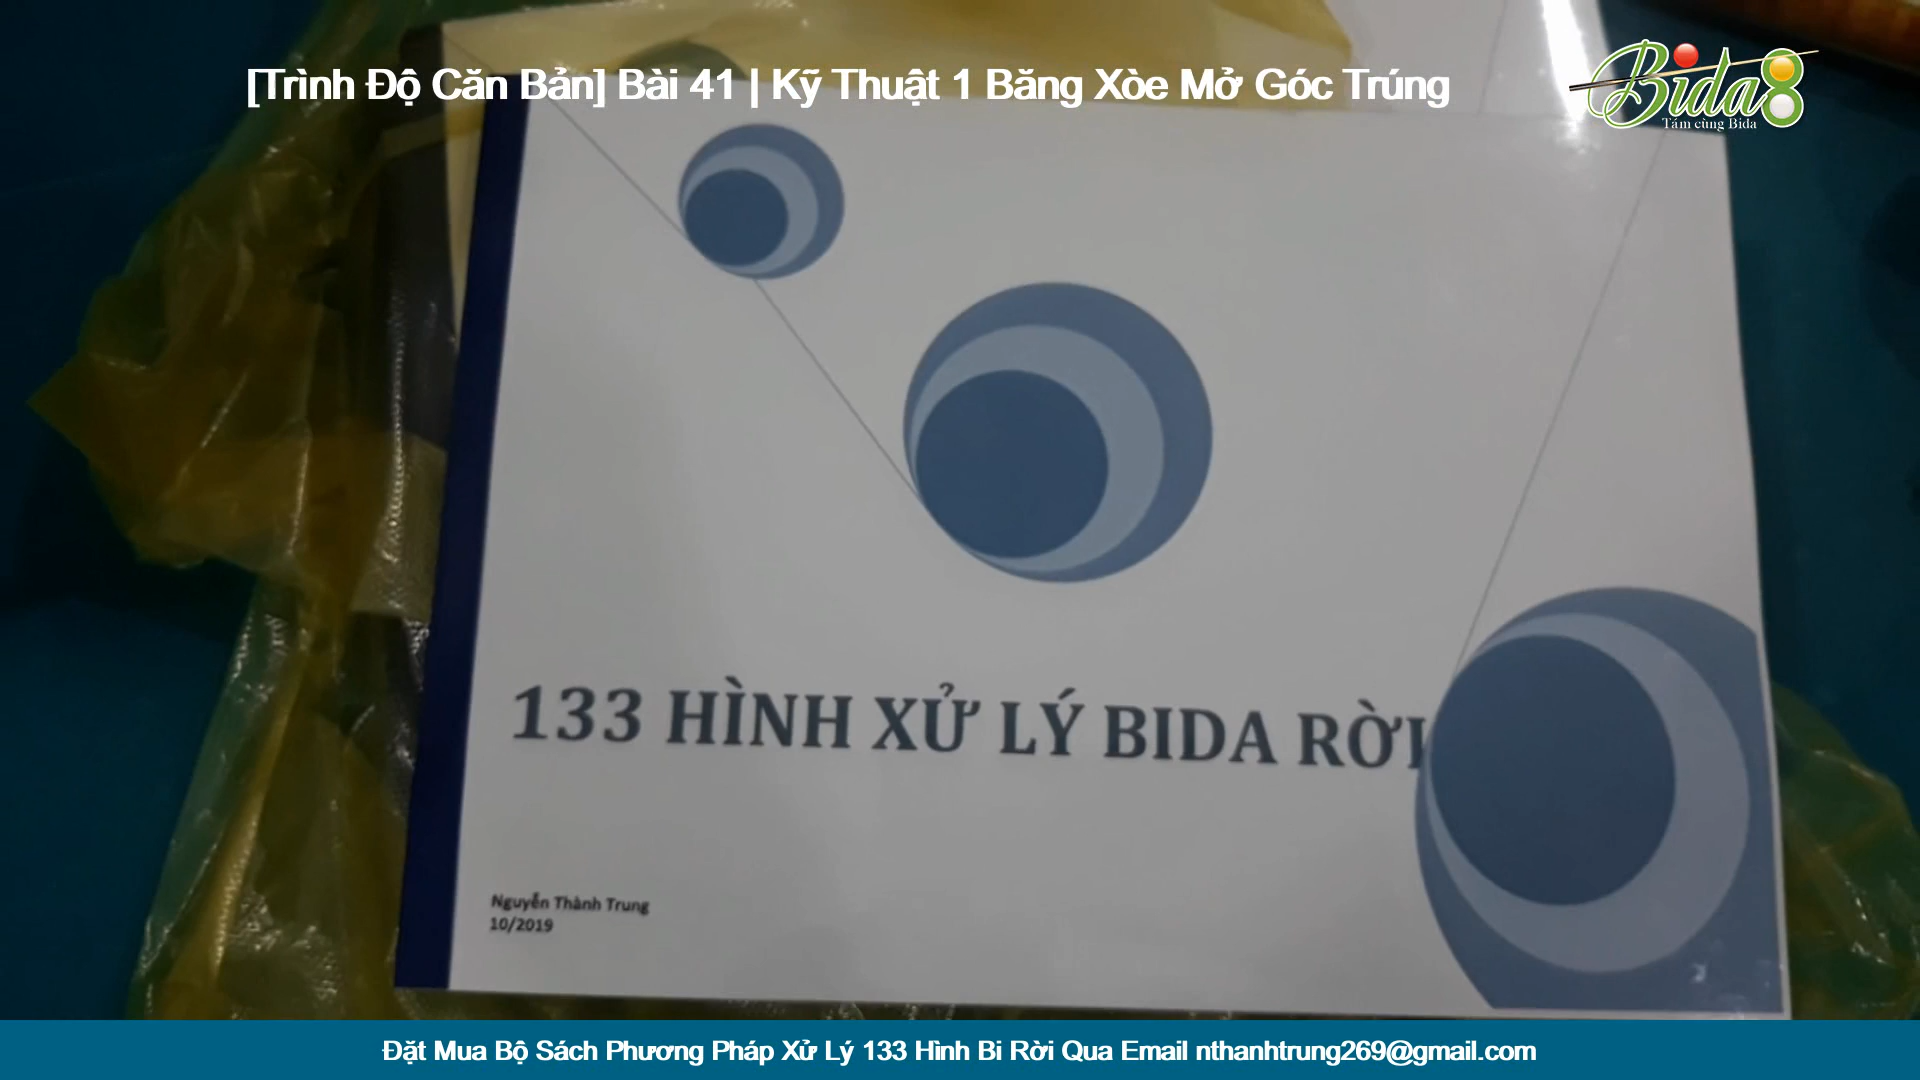 [Trình Độ Căn Bản] Bài 41 | Kỹ Thuật 1 Băng Xòe Mở Góc Trúng
Bida8
Tám cùng Bida
133 HÌNH XỬ LÝ BIDA RỜI
Nguyễn Thành Trung
10/2019
Đặt Mua Bộ Sách Phương Pháp Xử Lý 133 Hình Bi Rời Qua Email nthanhtrung269@gmail.com